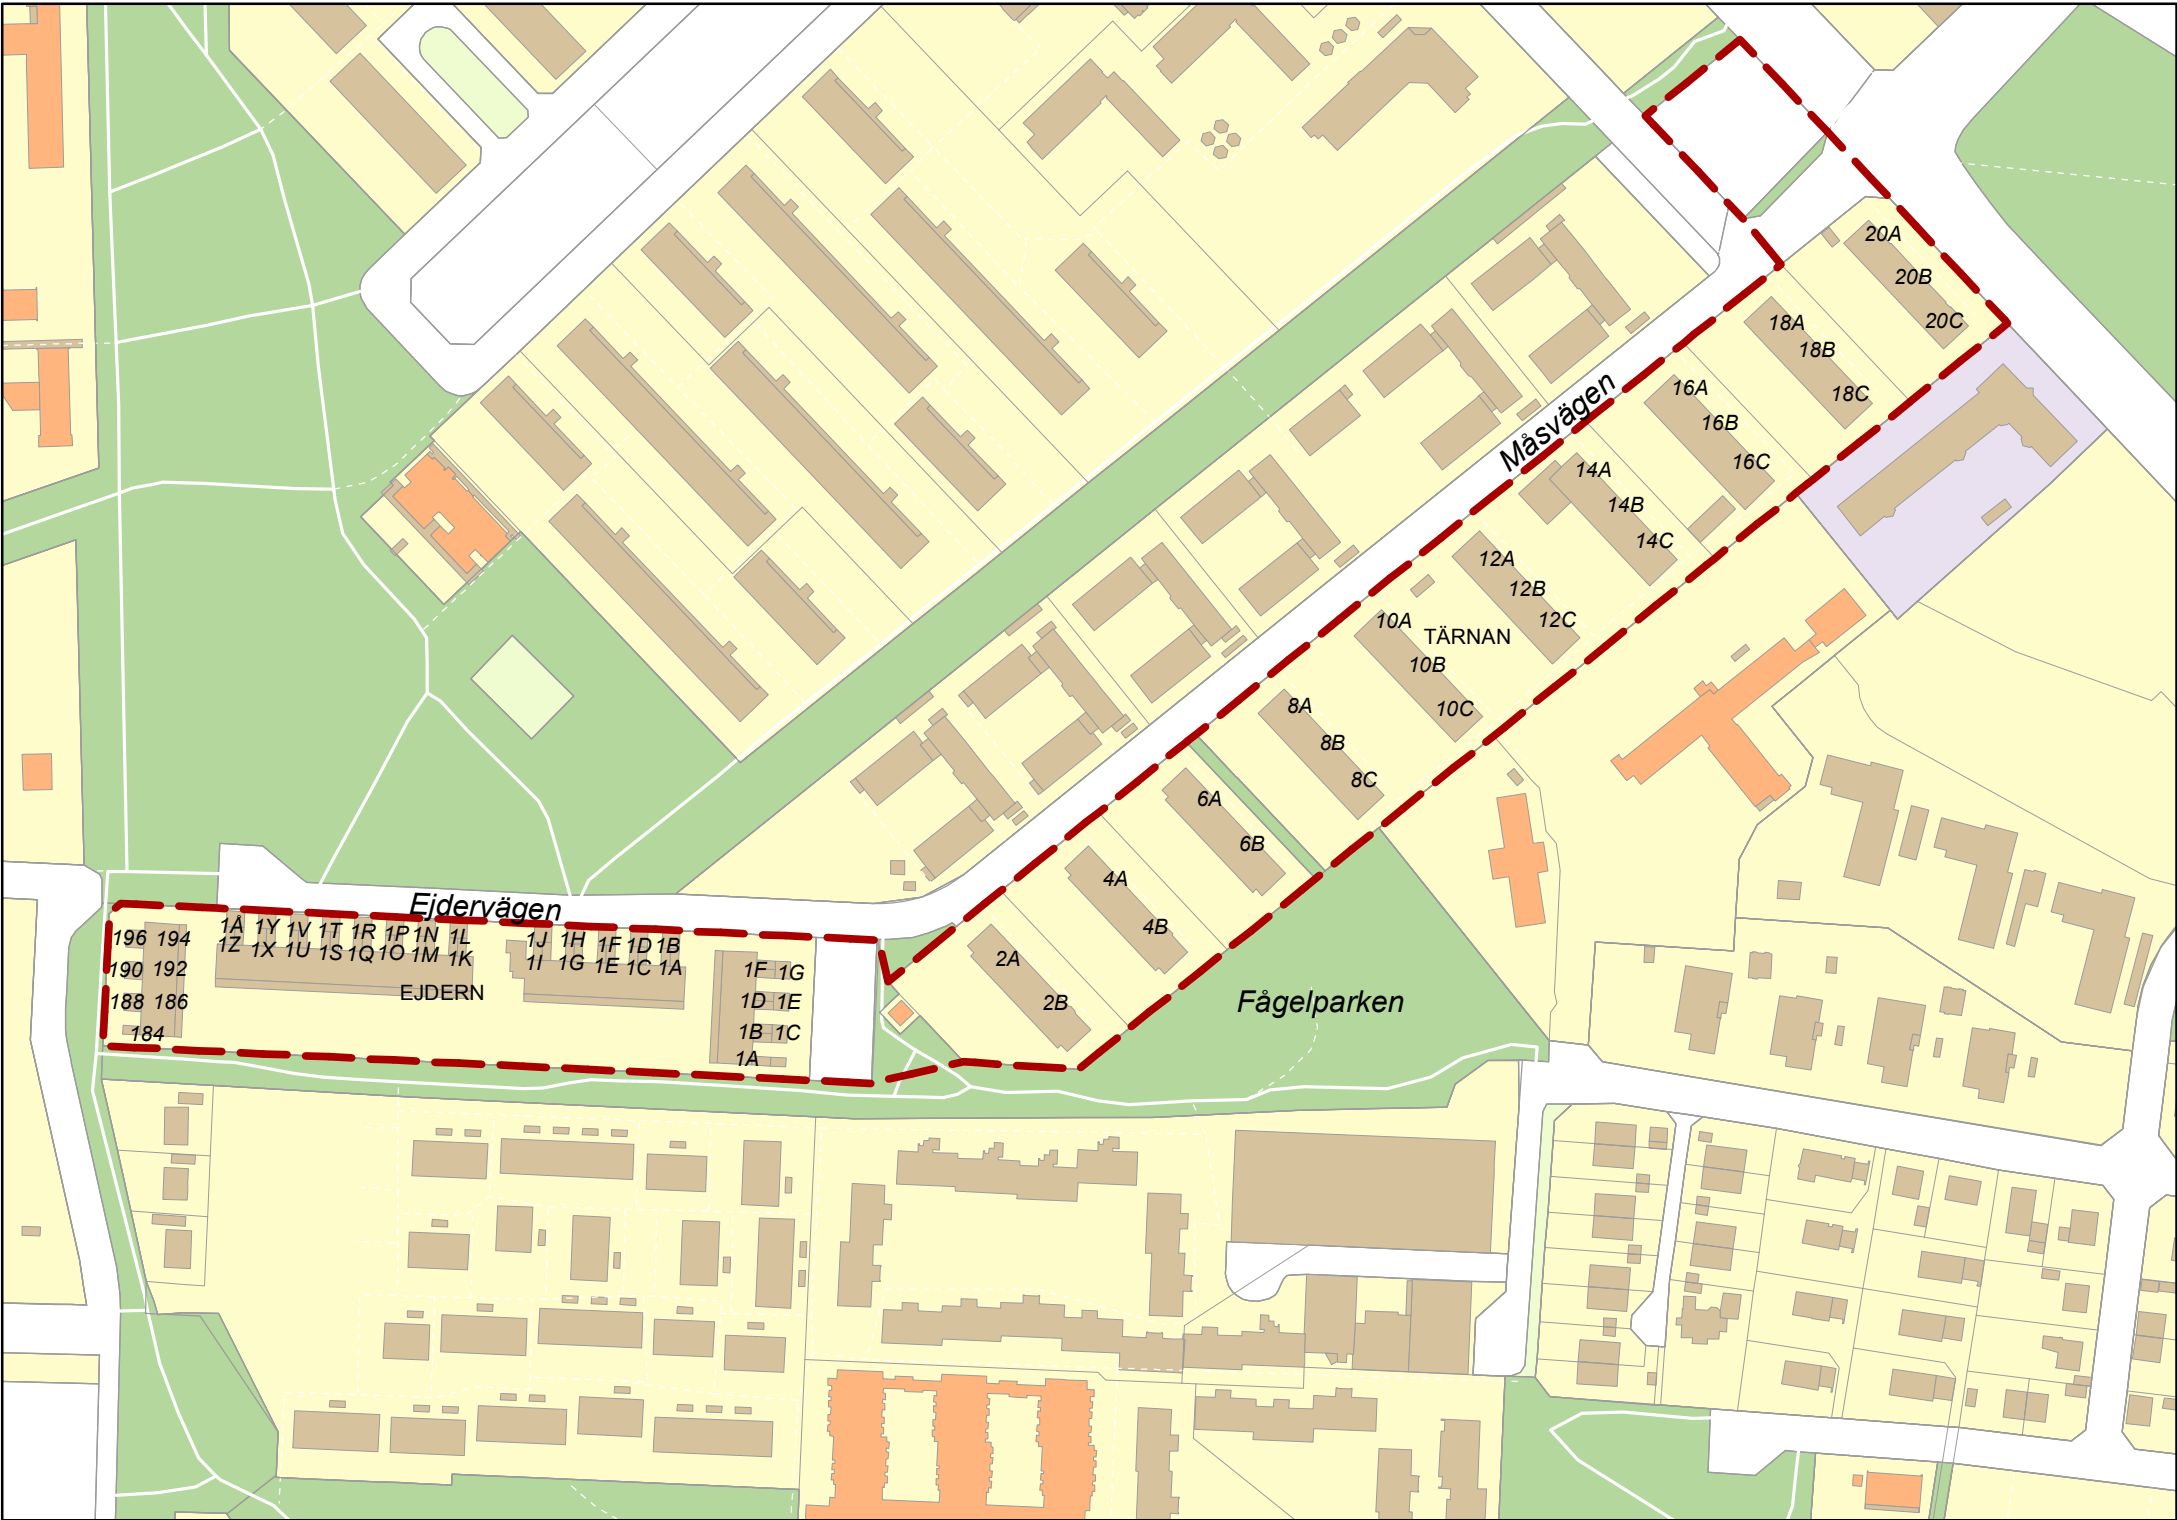 20A
20B
20C
18A
18B
18C
Måsvägen
16A
16B
16C
14A
14B
14C
12A
12B
12C
10A
TÄRNAN
10B
10C
8A
8B
8C
6A
6B
4A
4B
2A
2B
Fågelparken
Ejdervägen
196 194
190 192
188 186
184
1Å 1Y 1V 1T 1R 1P 1N 1L
1Z 1X 1U 1S 1Q 1O 1M 1K
1J 1H 1F 1D 1B
1I 1G 1E 1C 1A
EJDERN
1F 1G
1D 1E
1B 1C
1A